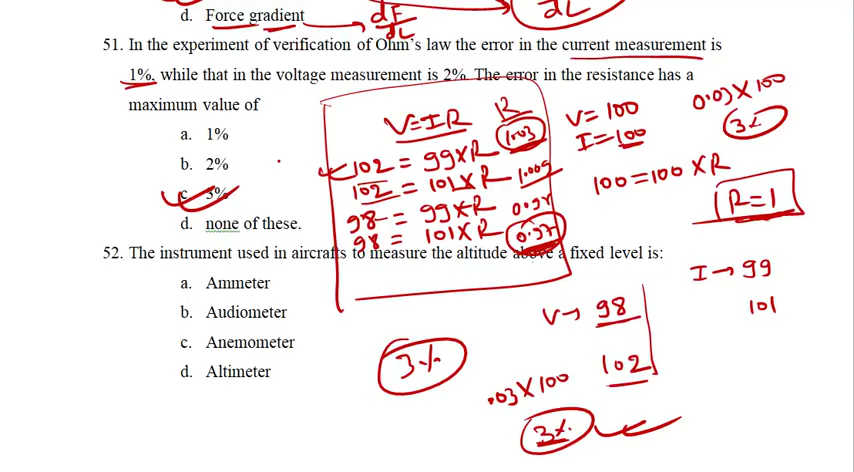 d. Force gradient → dF/dL
dL
51. In the experiment of verification of Ohm's law the error in the current measurement is
1%, while that in the voltage measurement is 2%. The error in the resistance has a
maximum value of
a. 1%
b. 2%
c. 3%
d. none of these.
V=IR R
102 = 99×R 1.03
102 = 101×R 1.009
98 = 99×R
98 = 101×R 0.97
V= 100
I= 100
100=100 ×R
R=1
0.03×100
3%
52. The instrument used in aircrafts to measure the altitude above a fixed level is:
a. Ammeter
b. Audiometer
c. Anemometer
d. Altimeter
I→ 99
101
V→ 98
102
3%
.03×100
3%